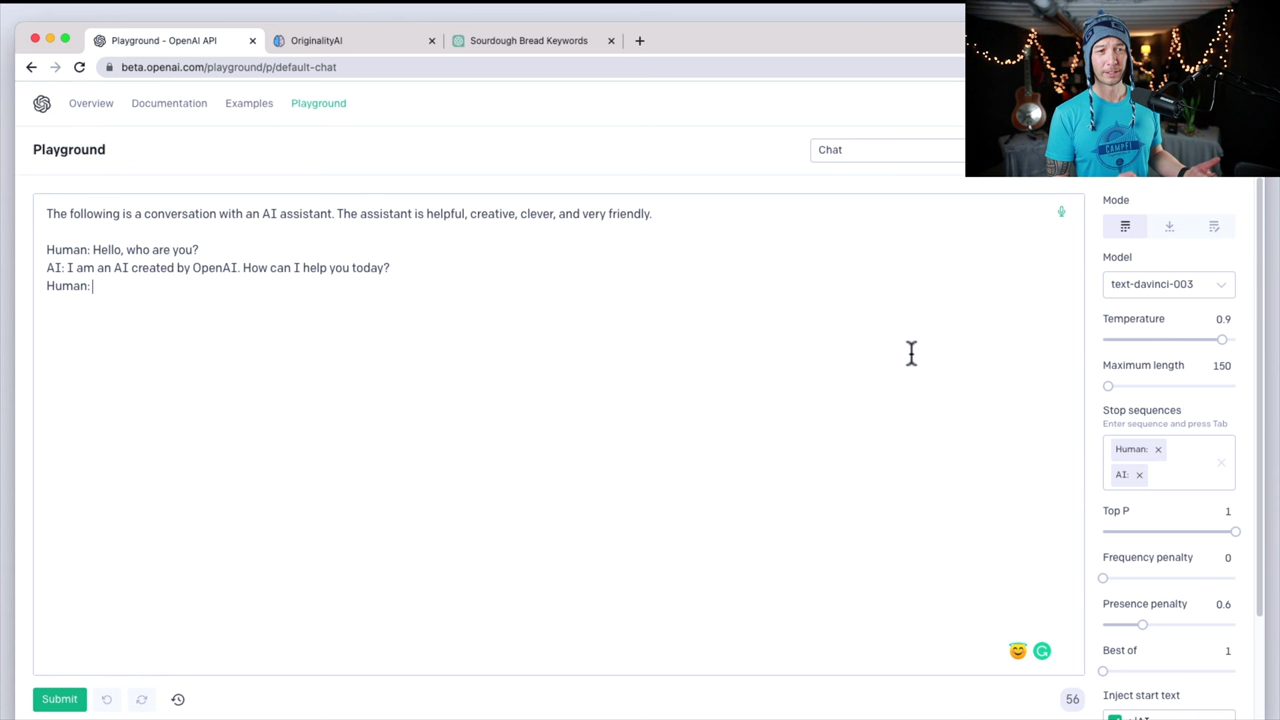 Playground - OpenAI API
OriginalityAI
Sourdough Bread Keywords
beta.openai.com/playground/p/default-chat
Overview
Documentation
Examples
Playground
Playground
Chat
CAMPFI
The following is a conversation with an AI assistant. The assistant is helpful, creative, clever, and very friendly.
Human: Hello, who are you?
AI: I am an AI created by OpenAI. How can I help you today?
Human:
Mode
Model
text-davinci-003
Temperature 0.9
Maximum length 150
Stop sequences
Enter sequence and press Tab
Human:
AI:
Top P 1
Frequency penalty 0
Presence penalty 0.6
Best of 1
Inject start text
Submit
56